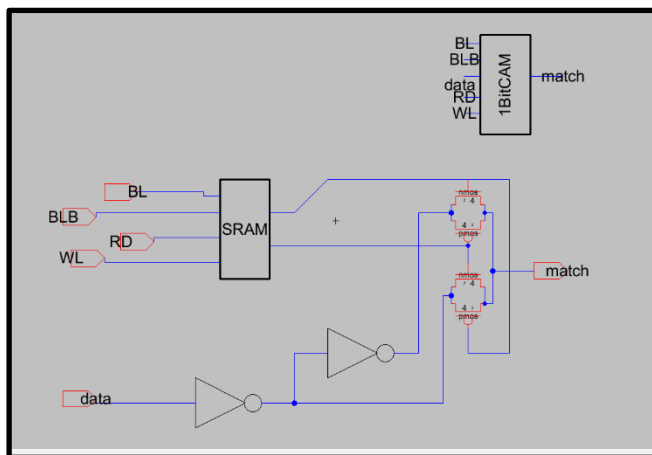 BL
BLB
data
RD
WL
1BitCAM
match
BL
BLB
RD
WL
SRAM
nmos
4
4
pmos
nmos
4
4
pmos
match
data